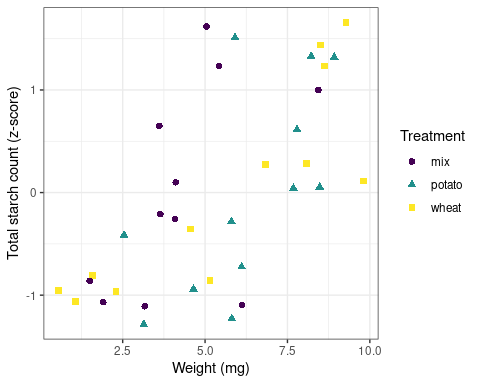 Total starch count (z-score)
1
0
-1
2.5 5.0 7.5 10.0
Weight (mg)
Treatment
mix
potato
wheat